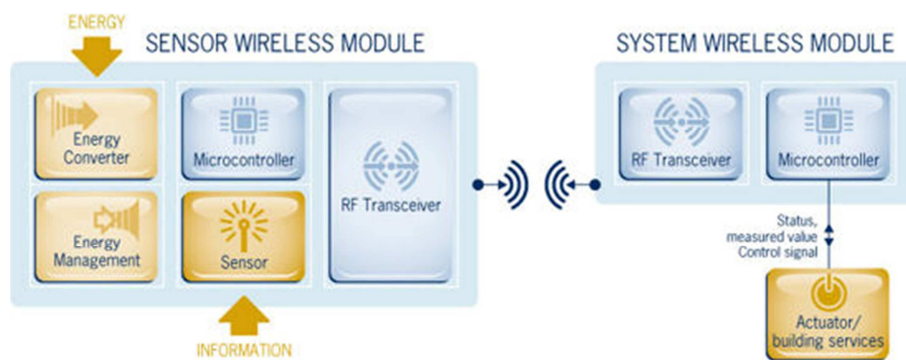 ENERGY
SENSOR WIRELESS MODULE
Energy
Converter
Microcontroller
RF Transceiver
Energy
Management
Sensor
INFORMATION
SYSTEM WIRELESS MODULE
RF Transceiver
Microcontroller
Status,
measured value
Control signal
Actuator/
building services